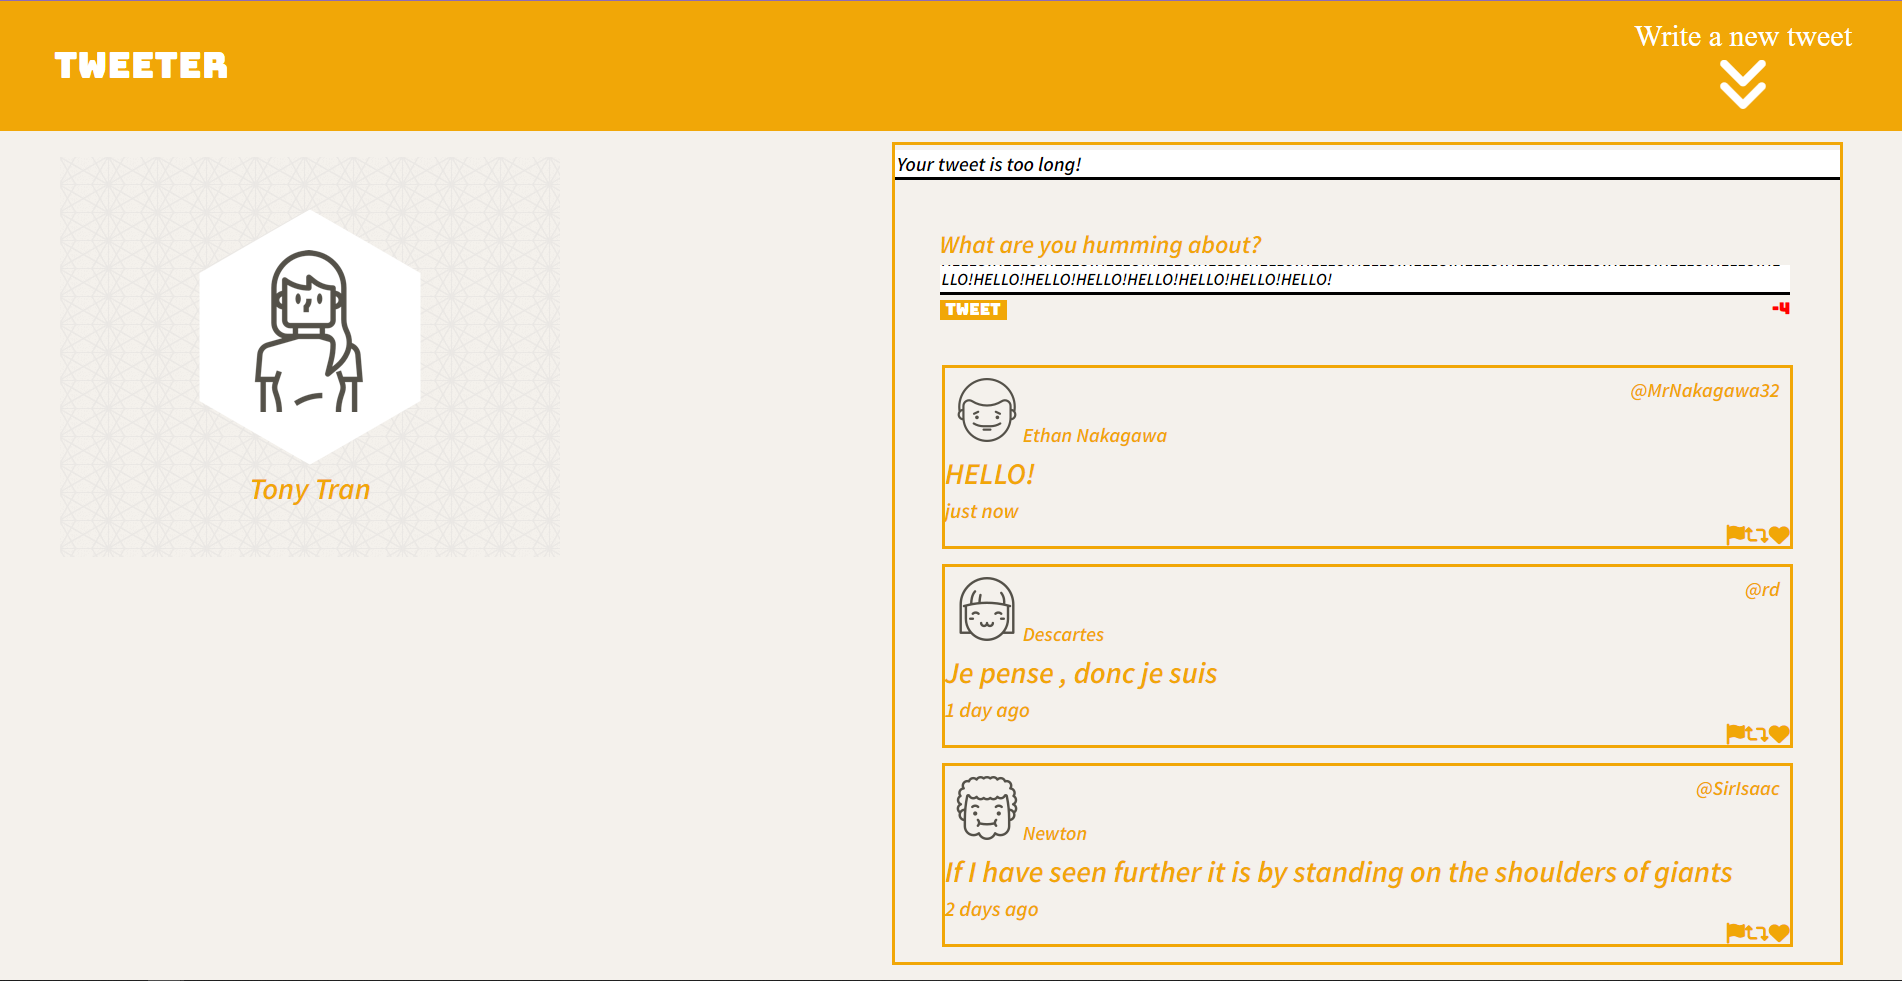 TWEETER
Write a new tweet
Tony Tran
Your tweet is too long!
What are you humming about?
LLO!HELLO!HELLO!HELLO!HELLO!HELLO!HELLO!HELLO!
TWEET
-4
@MrNakagawa32
Ethan Nakagawa
HELLO!
just now
@rd
Descartes
Je pense , donc je suis
1 day ago
@SirIsaac
Newton
If I have seen further it is by standing on the shoulders of giants
2 days ago